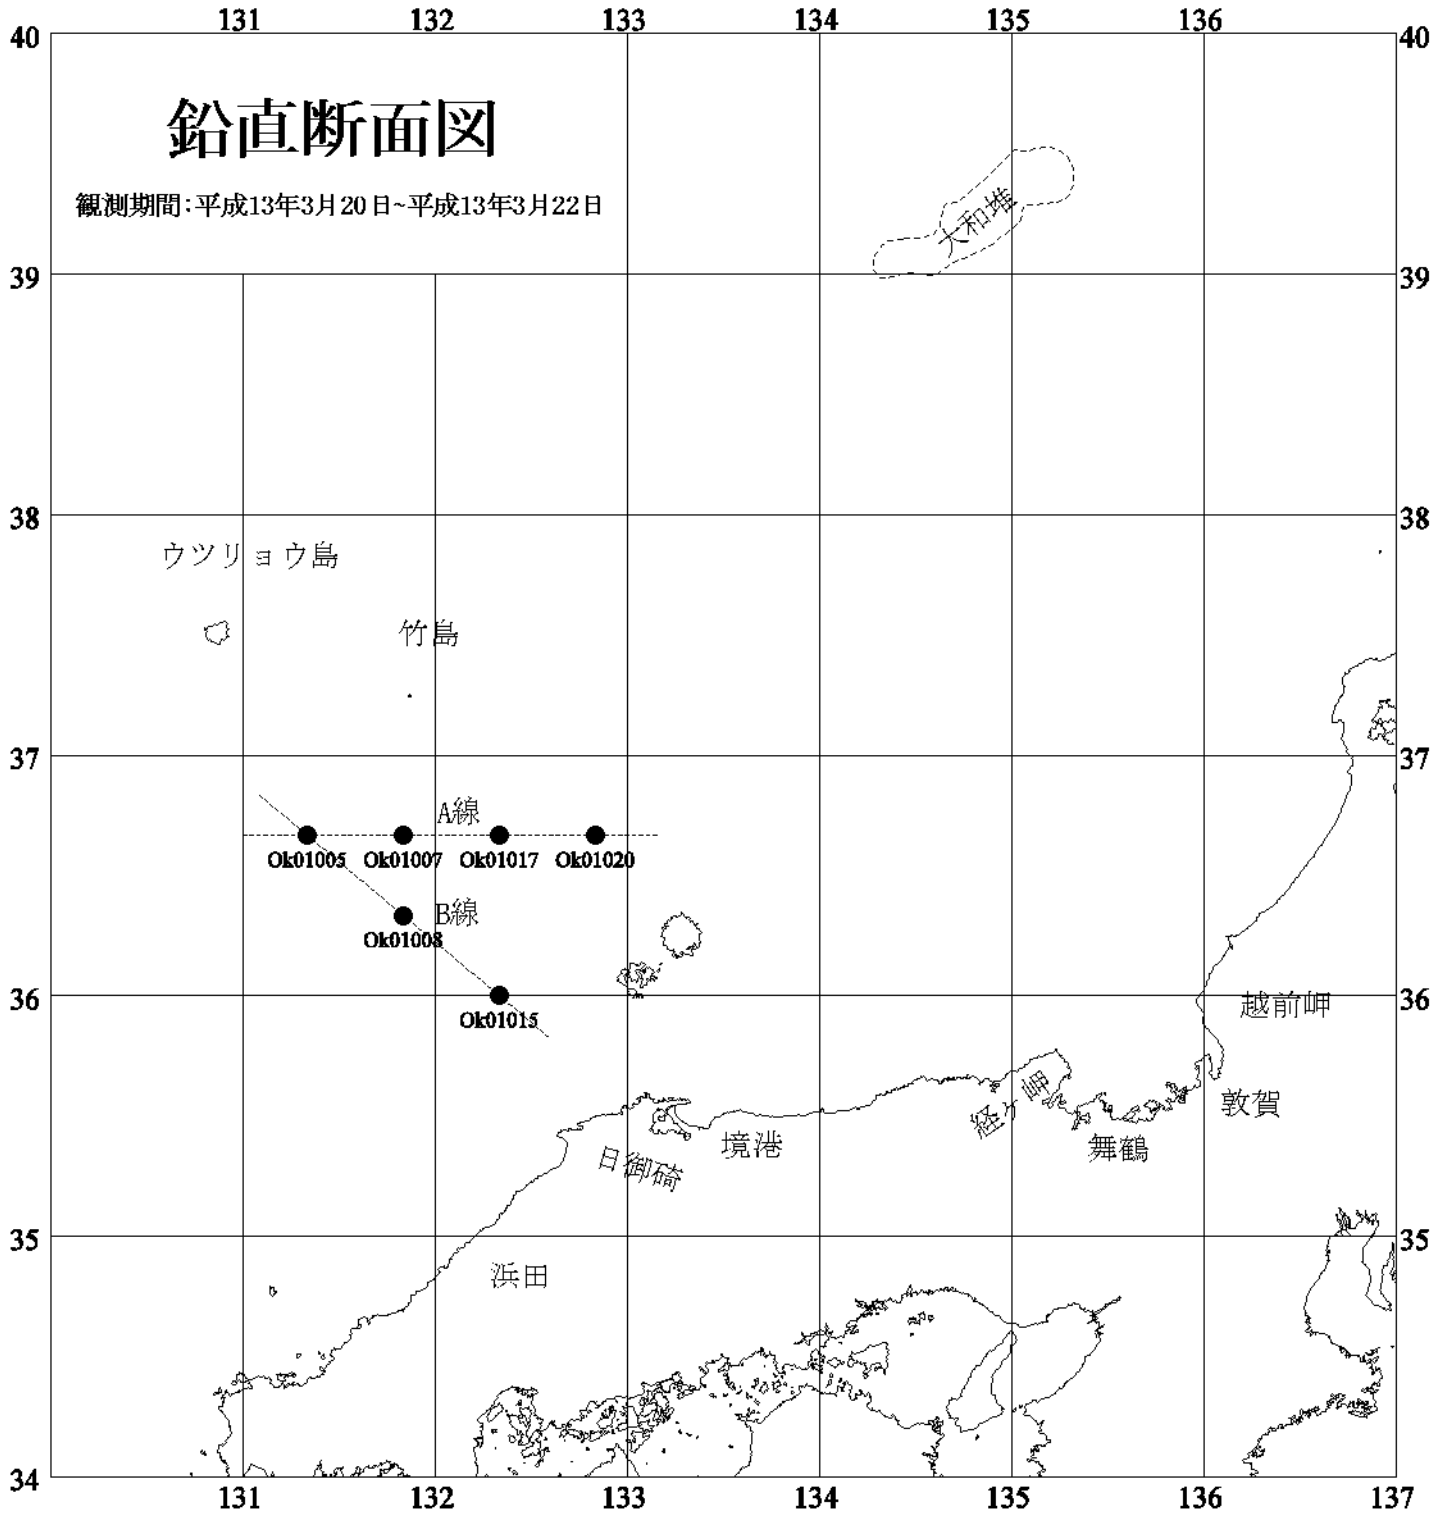 131 132 133 134 135 136
40 40
鉛直断面図
観測期間:平成13年3月20日~平成13年3月22日
大和堆
39 39
38 38
ウツリョウ島
竹島
37 37
A線
Ok01005 Ok01007 Ok01017 Ok01020
B線
Ok01008
36 36
越前岬
Ok01015
経ヶ岬
敦賀
境港
舞鶴
日御碕
35 35
浜田
34
131 132 133 134 135 136 137